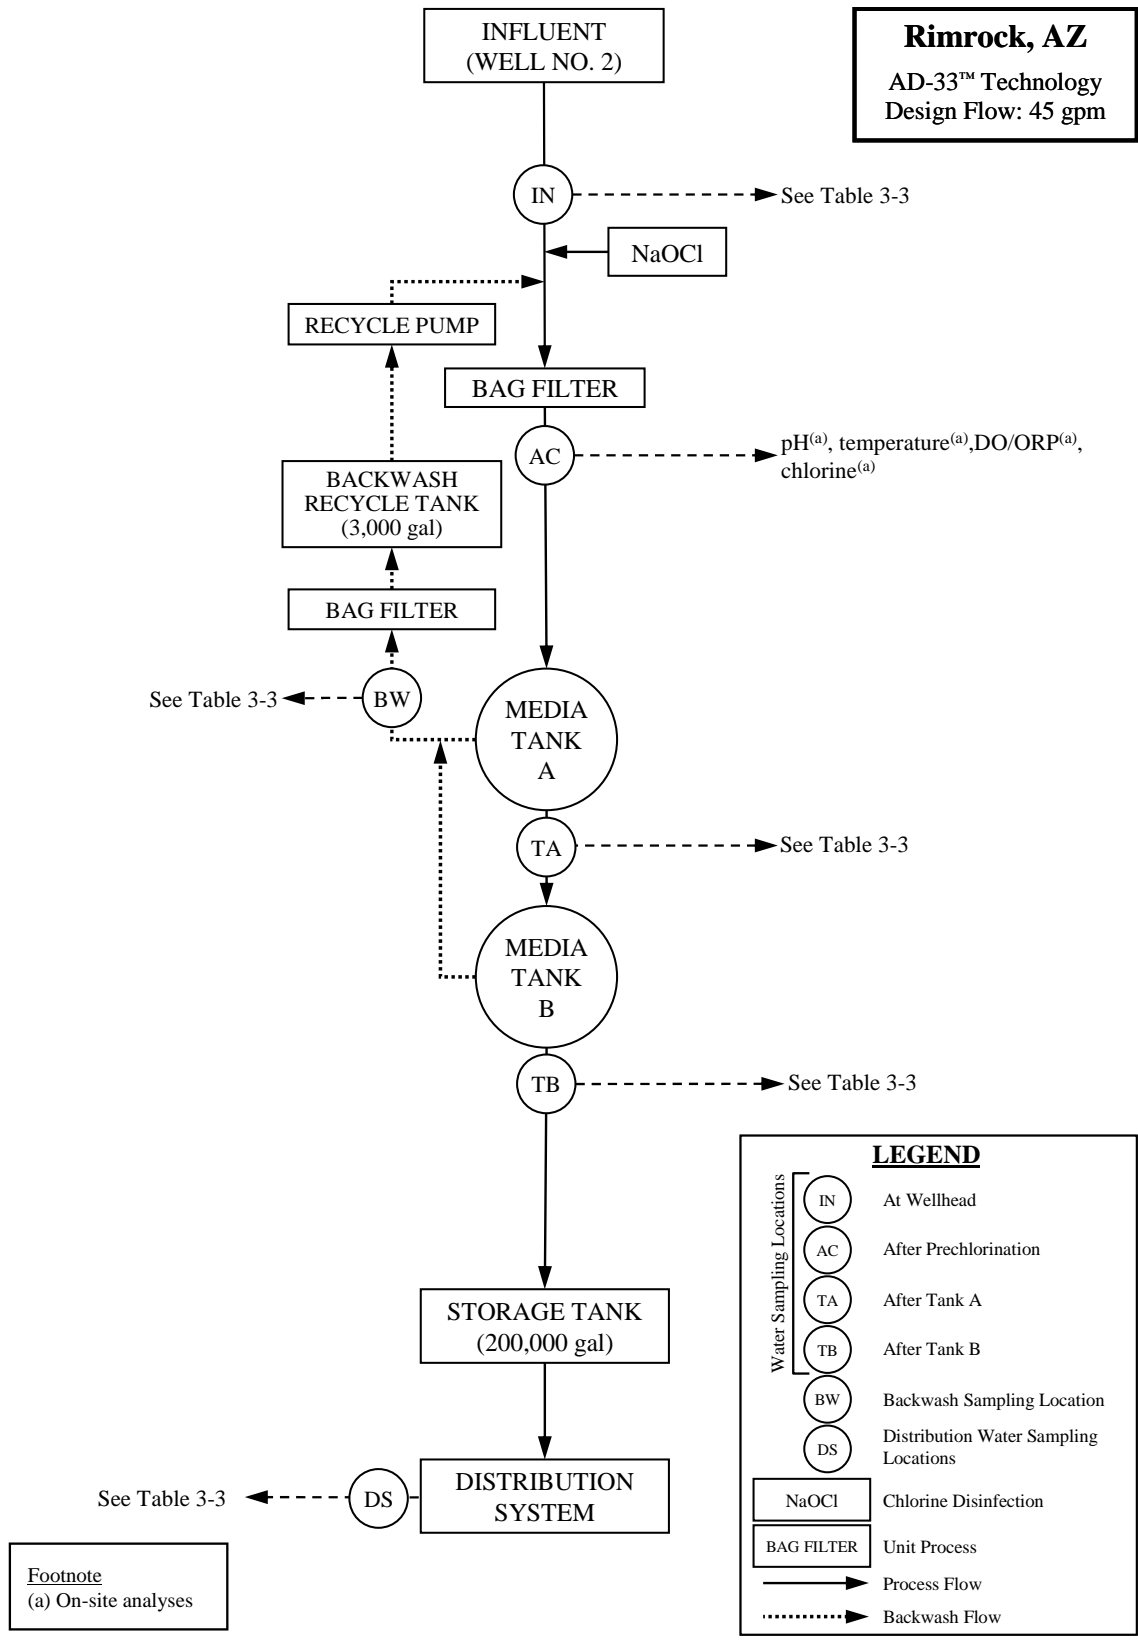 INFLUENT
(WELL NO. 2)
Rimrock, AZ
AD-33™ Technology
Design Flow: 45 gpm
IN
See Table 3-3
NaOCl
RECYCLE PUMP
BAG FILTER
AC
pH(a), temperature(a),DO/ORP(a),
chlorine(a)
BACKWASH
RECYCLE TANK
(3,000 gal)
BAG FILTER
See Table 3-3
BW
MEDIA
TANK
A
TA
See Table 3-3
MEDIA
TANK
B
TB
See Table 3-3
STORAGE TANK
(200,000 gal)
See Table 3-3
DS
DISTRIBUTION
SYSTEM
Footnote
(a) On-site analyses
LEGEND
Water Sampling Locations
IN
At Wellhead
AC
After Prechlorination
TA
After Tank A
TB
After Tank B
BW
Backwash Sampling Location
DS
Distribution Water Sampling
Locations
NaOCl
Chlorine Disinfection
BAG FILTER
Unit Process
Process Flow
Backwash Flow